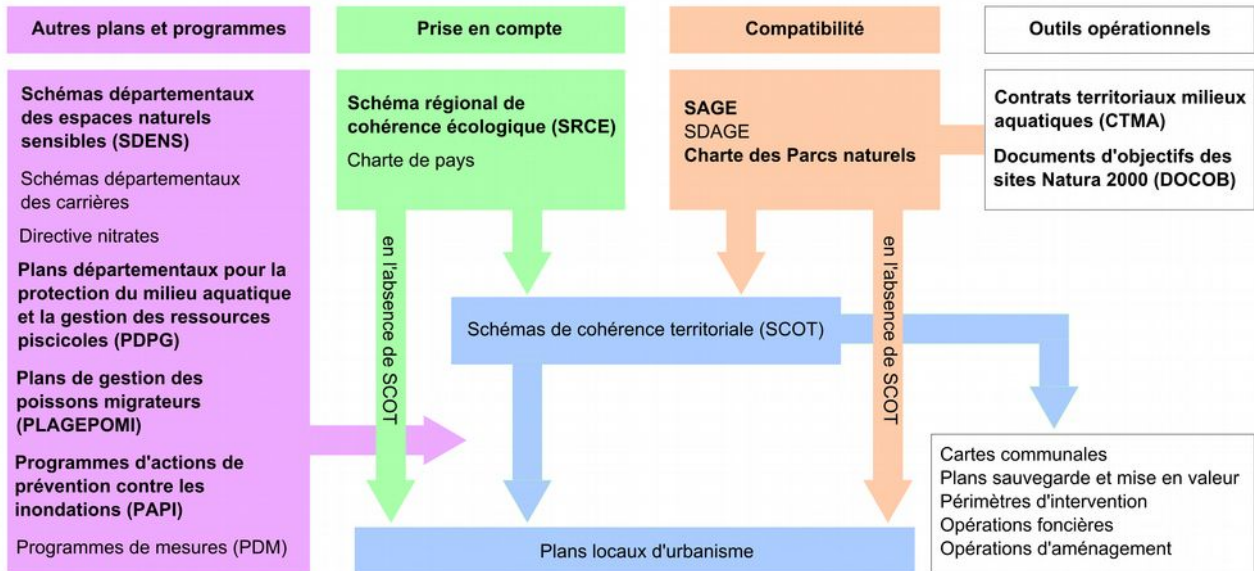 Autres plans et programmes
Schémas départementaux
des espaces naturels
sensibles (SDENS)
Schémas départementaux
des carrières
Directive nitrates
Plans départementaux pour la
protection du milieu aquatique
et la gestion des ressources
piscicoles (PDPG)
Plans de gestion des
poissons migrateurs
(PLAGEPOMI)
Programmes d'actions de
prévention contre les
inondations (PAPI)
Programmes de mesures (PDM)
Prise en compte
Schéma régional de
cohérence écologique (SRCE)
Charte de pays
en l'absence de SCOT
Compatibilité
SAGE
SDAGE
Charte des Parcs naturels
en l'absence de SCOT
Outils opérationnels
Contrats territoriaux milieux
aquatiques (CTMA)
Documents d'objectifs des
sites Natura 2000 (DOCOB)
Schémas de cohérence territoriale (SCOT)
Plans locaux d'urbanisme
Cartes communales
Plans sauvegarde et mise en valeur
Périmètres d'intervention
Opérations foncières
Opérations d'aménagement